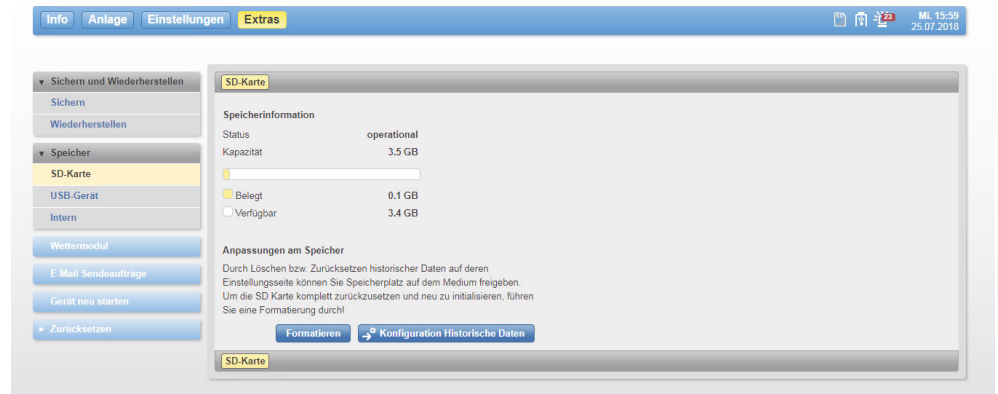 Info Anlage Einstellungen Extras 23 Mi. 15:59
25.07.2018
Sichern und Wiederherstellen
Sichern
Wiederherstellen
Speicher
SD-Karte
USB-Gerät
Intern
Wettermodul
E-Mail Sendeaufträge
Gerät neu starten
Zurücksetzen
SD-Karte
Speicherinformation
Status operational
Kapazität 3.5 GB
Belegt 0.1 GB
Verfügbar 3.4 GB
Anpassungen am Speicher
Durch Löschen bzw. Zurücksetzen historischer Daten auf deren
Einstellungsseite können Sie Speicherplatz auf dem Medium freigeben.
Um die SD Karte komplett zurückzusetzen und neu zu initialisieren, führen
Sie eine Formatierung durch!
Formatieren Konfiguration Historische Daten
SD-Karte